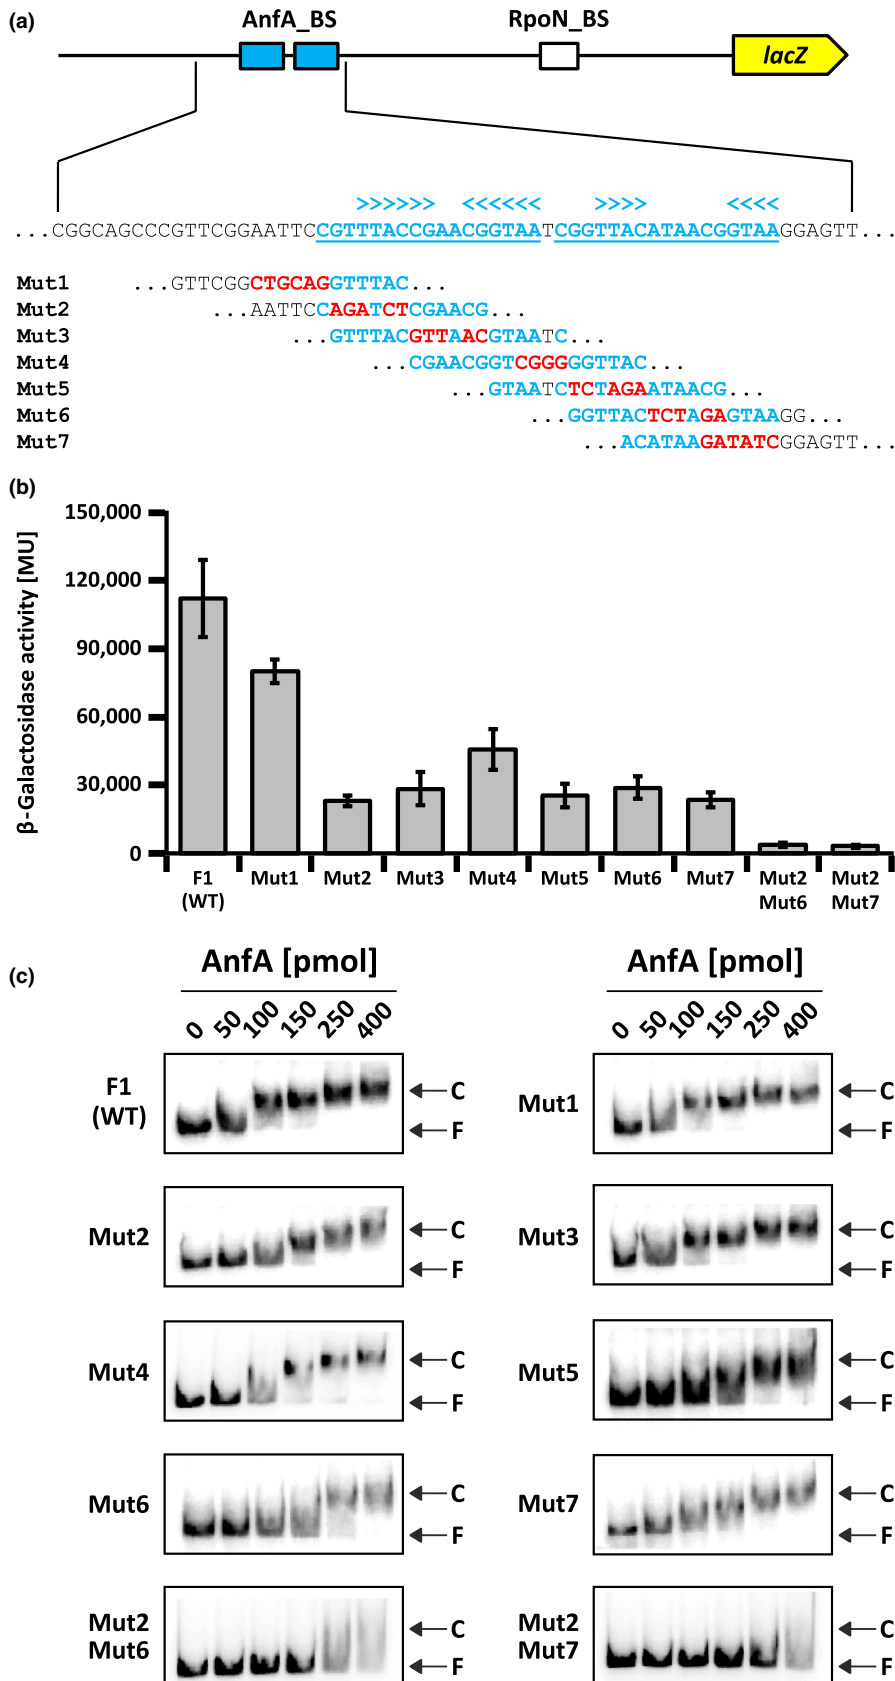 (a)
AnfA_BS RpoN_BS
lacZ
>>>>>> <<<<<< >>>> <<<<
...CGGCAGCCCGTTCGGAATTCCGTTTACCGAACGGTAATCGGTTACATAACGGTAAGGAGTT...
Mut1 ...GTTCGGCTGCAGGTTTAC...
Mut2 ...AATTCCAGATCTCGAACG...
Mut3 ...GTTTACGTTAACGTAATC...
Mut4 ...CGAACGGTCGGGGGTTAC...
Mut5 ...GTAATCTCTAGAATAACG...
Mut6 ...GGTTACTCTAGAGTAAGG...
Mut7 ...ACATAAGATATCGGAGTT...
(b)
β-Galactosidase activity [MU]
150,000
120,000
90,000
60,000
30,000
0
F1 (WT) Mut1 Mut2 Mut3 Mut4 Mut5 Mut6 Mut7 Mut2 Mut6 Mut2 Mut7
(c)
AnfA [pmol] AnfA [pmol]
0 50 100 150 250 400 0 50 100 150 250 400
F1 (WT) C F Mut1 C F
Mut2 C F Mut3 C F
Mut4 C F Mut5 C F
Mut6 C F Mut7 C F
Mut2 Mut6 C F Mut2 Mut7 C F